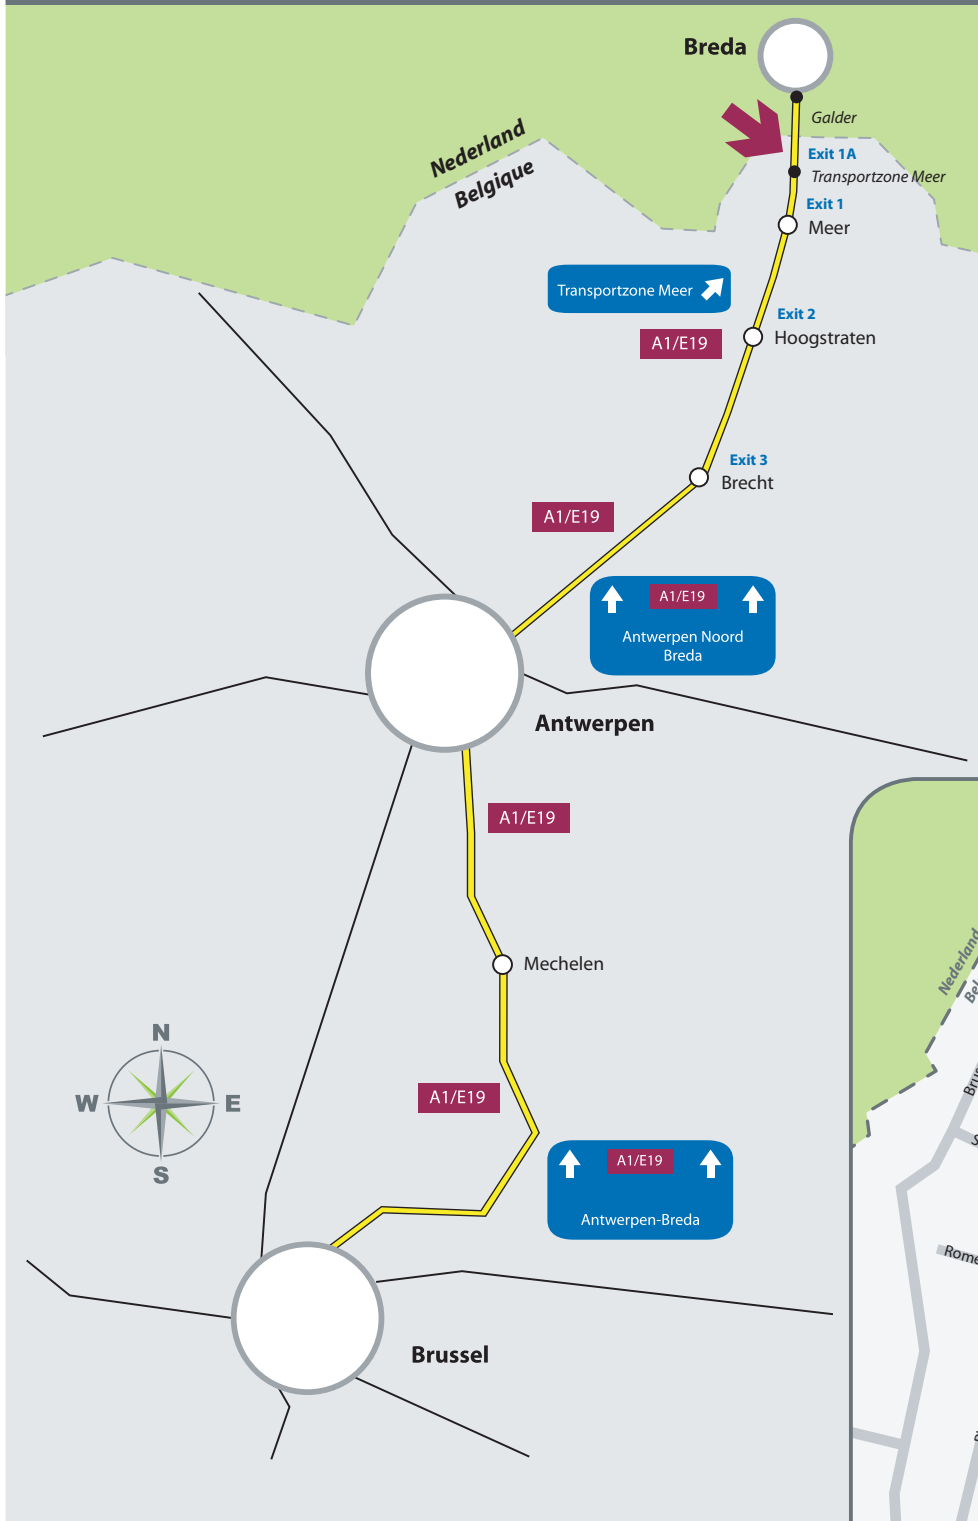 Breda
Galder
Nederland
Belgique
Exit 1A
Transportzone Meer
Exit 1
Meer
Transportzone Meer
Exit 2
Hoogstraten
A1/E19
Exit 3
Brecht
A1/E19
A1/E19
Antwerpen Noord
Breda
Antwerpen
A1/E19
Nederland
Mechelen
N
W
E
S
A1/E19
A1/E19
Antwerpen-Breda
Brussel